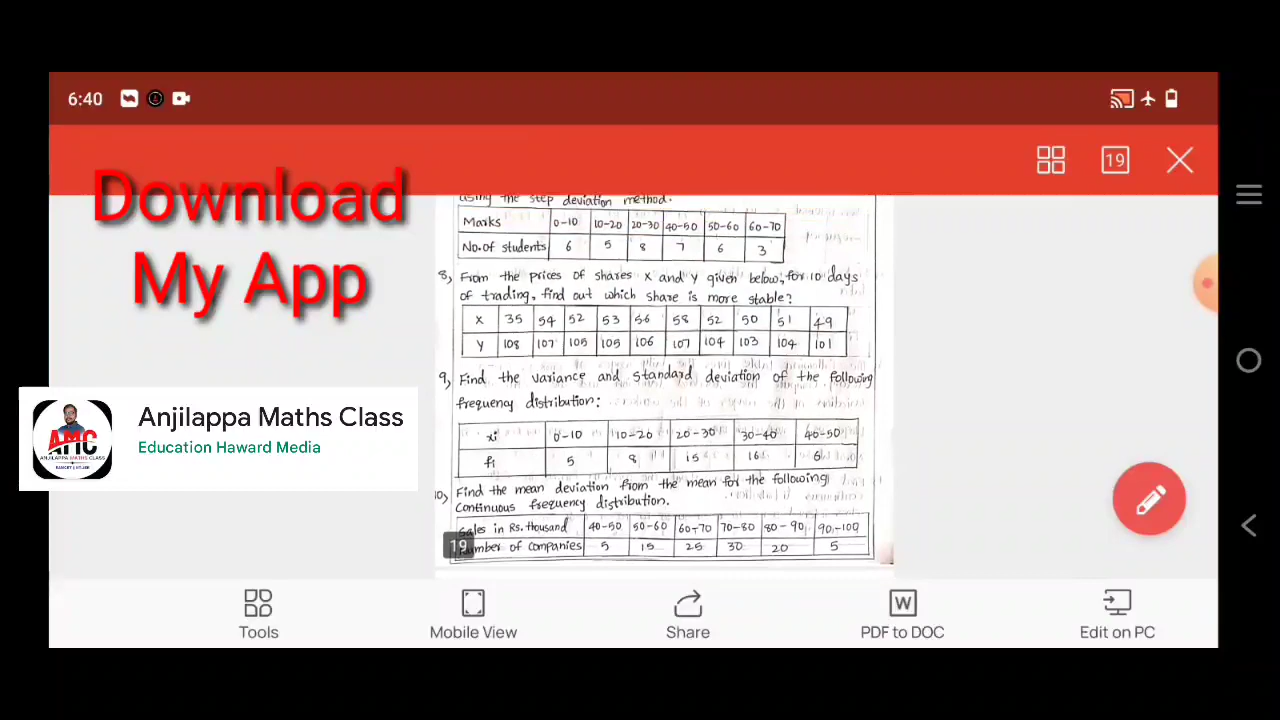 6:40
19
Download
My App
Anjilappa Maths Class
Education Haward Media
AMC
ANJILAPPA MATHS CLASS
using the step deviation method.
Marks 0-10 10-20 20-30 40-50 50-60 60-70
No.of students 6 5 8 7 6 3
8) From the prices of shares X and Y given below, for 10 days
of trading, find out which share is more stable?
X 35 54 52 53 56 58 52 50 51 49
Y 108 107 105 105 106 107 104 103 104 101
9) Find the variance and standard deviation of the following
frequency distribution:
xi 0-10 10-20 20-30 30-40 40-50
fi 5 8 15 16 6
10) Find the mean deviation from the mean for the following
Continuous frequency distribution.
Sales in Rs. thousand 40-50 50-60 60-70 70-80 80-90 90-100
Number of companies 5 15 25 30 20 5
19
Tools
Mobile View
Share
W
PDF to DOC
Edit on PC